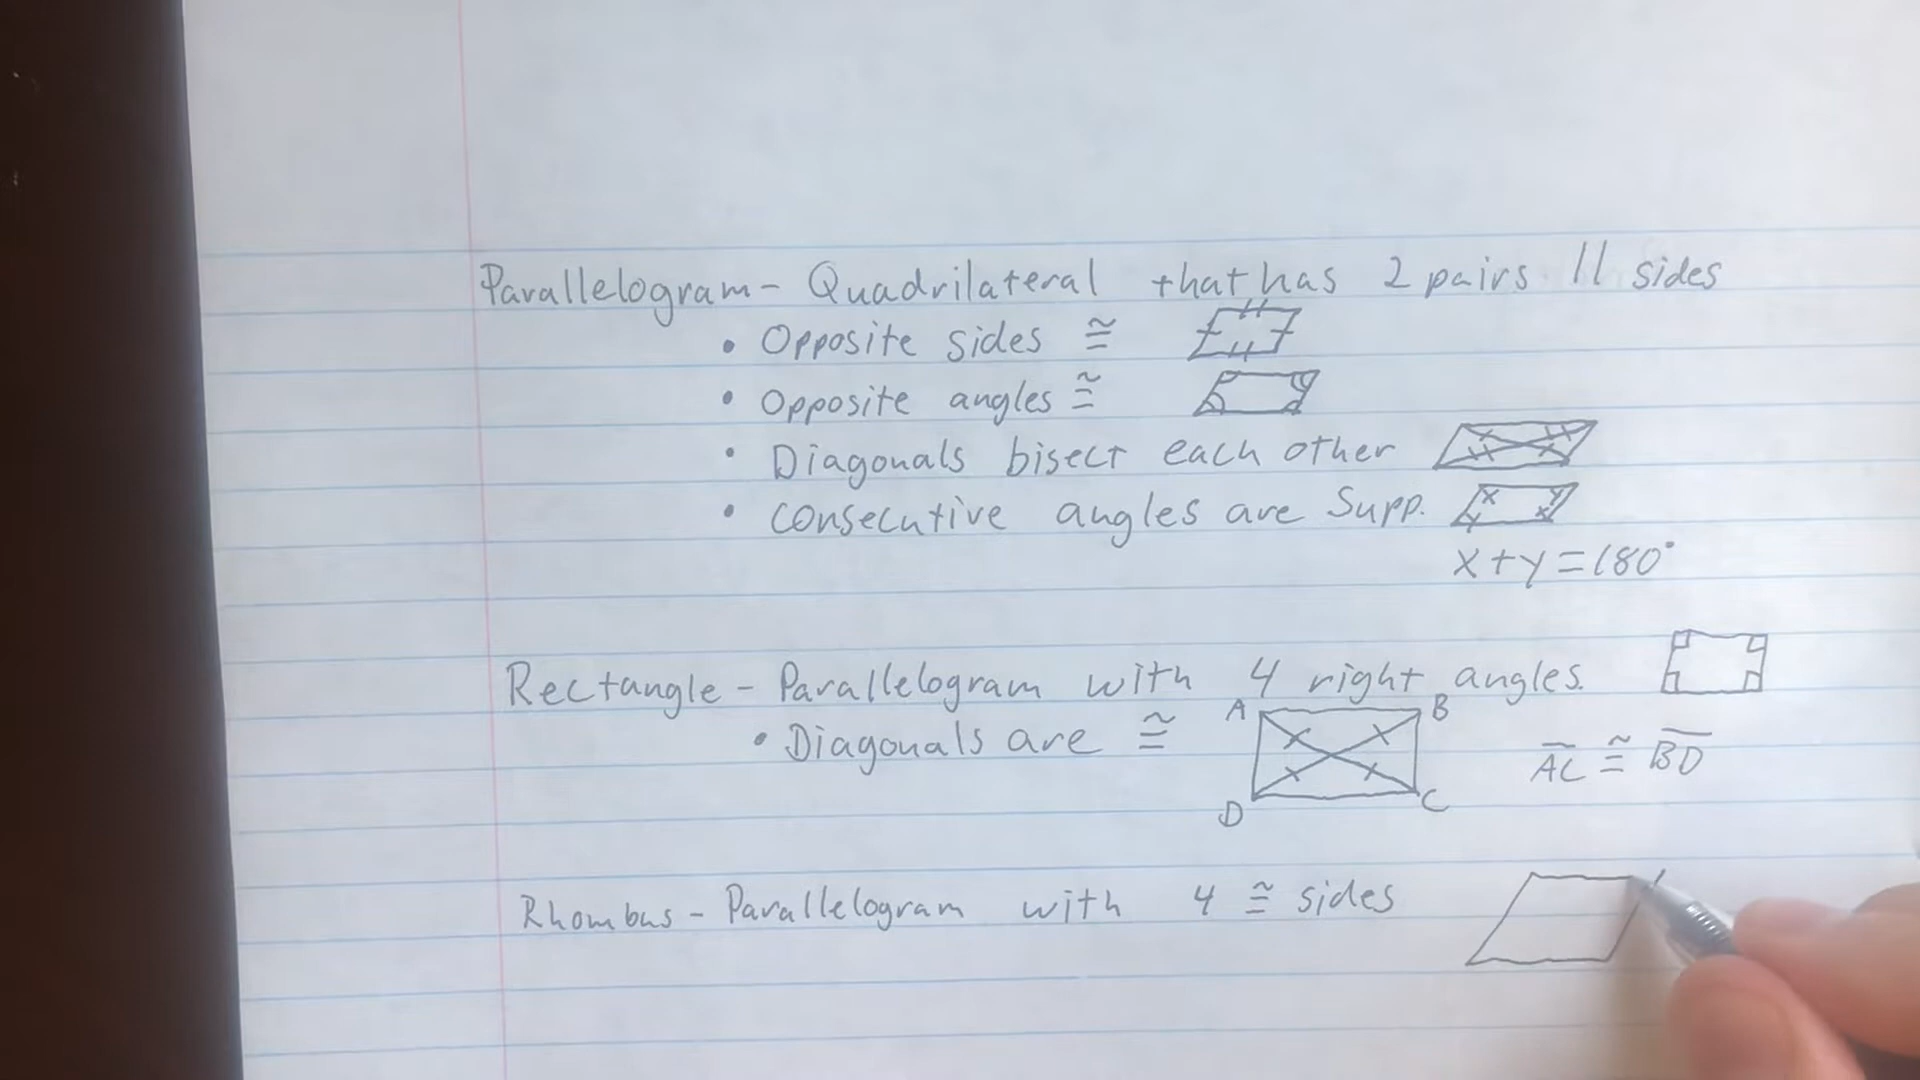 Parallelogram - Quadrilateral that has 2 pairs || sides
• Opposite sides ≅
• Opposite angles ≅
• Diagonals bisect each other
• Consecutive angles are Supp. x y y x
x + y = 180°
Rectangle - Parallelogram with 4 right angles.
• Diagonals are ≅ A B
AC ≅ BD
D C
Rhombus - Parallelogram with 4 ≅ sides